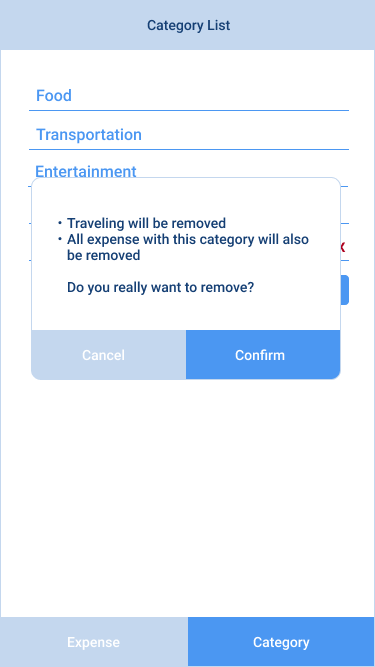 Category List
Food
Transportation
Entertainment
• Traveling will be removed
• All expense with this category will also
be removed
Do you really want to remove?
Cancel
Confirm
Expense
Category